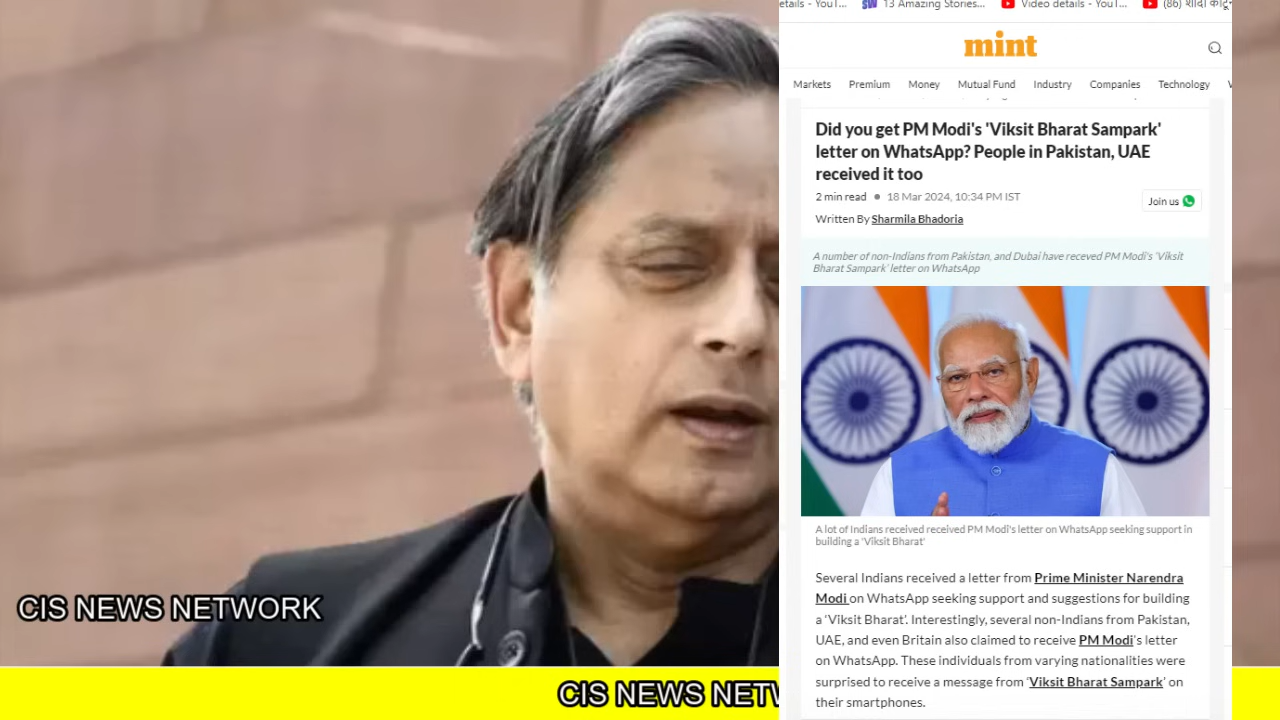 etails - YouT...
13 Amazing Stories...
Video details - YouT...
(86)
mint
Markets Premium Money Mutual Fund Industry Companies Technology
Did you get PM Modi's 'Viksit Bharat Sampark'
letter on WhatsApp? People in Pakistan, UAE
received it too
2 min read • 18 Mar 2024, 10:34 PM IST
Join us
Written By Sharmila Bhadoria
A number of non-Indians from Pakistan, and Dubai have receved PM Modi's 'Viksit
Bharat Sampark' letter on WhatsApp
A lot of Indians received received PM Modi's letter on WhatsApp seeking support in
building a 'Viksit Bharat'
Several Indians received a letter from Prime Minister Narendra
Modi on WhatsApp seeking support and suggestions for building
a 'Viksit Bharat'. Interestingly, several non-Indians from Pakistan,
UAE, and even Britain also claimed to receive PM Modi's letter
on WhatsApp. These individuals from varying nationalities were
surprised to receive a message from 'Viksit Bharat Sampark' on
their smartphones.
CIS NEWS NETWORK
CIS NEWS NETW